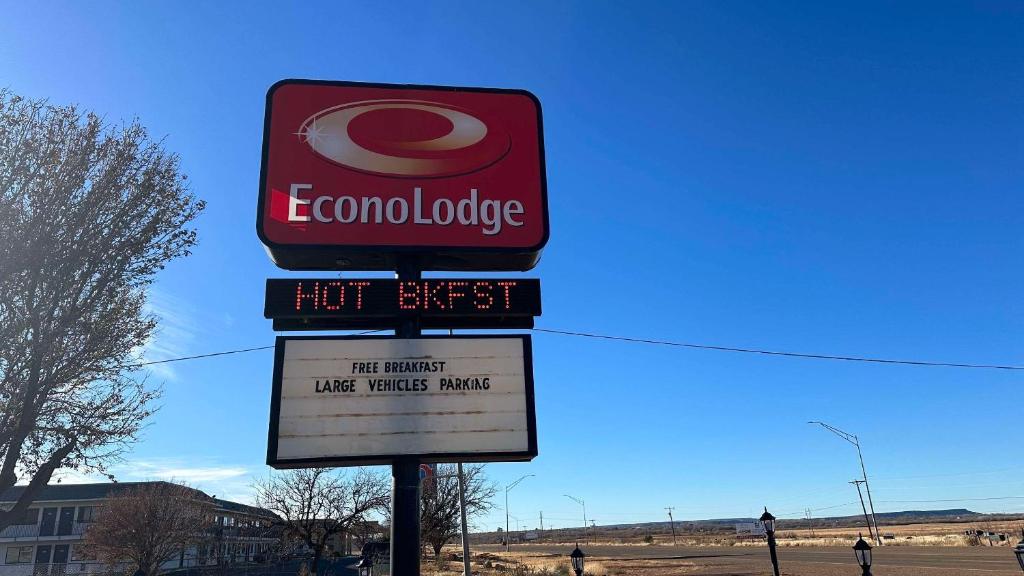 EconoLodge
HOT BKFST
FREE BREAKFAST
LARGE VEHICLES PARKING